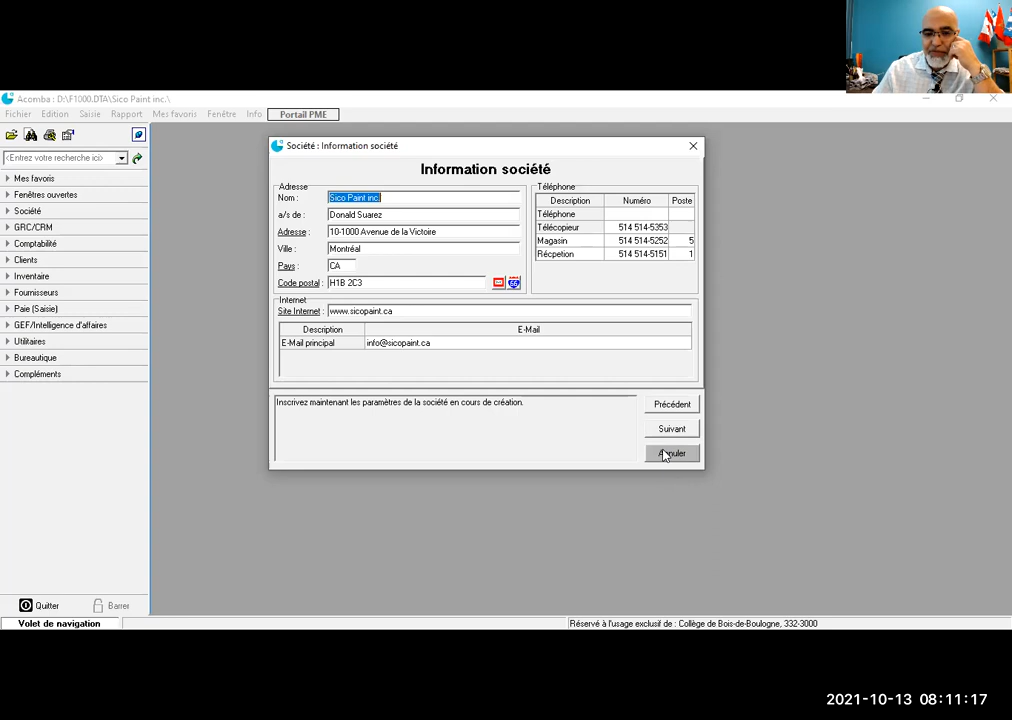 Acomba : D:\F1000.DTA\Sico Paint inc.\
Fichier Edition Saisie Rapport Mes favoris Fenêtre Info Portail PME
<Entrez votre recherche ici>
Mes favoris
Fenêtres ouvertes
Société
GRC/CRM
Comptabilité
Clients
Inventaire
Fournisseurs
Paie (Saisie)
GEF/Intelligence d'affaires
Utilitaires
Bureautique
Compléments
Quitter Barrer
Volet de navigation
Société : Information société
Information société
Adresse
Nom : Sico Paint inc.
a/s de : Donald Suarez
Adresse : 10-1000 Avenue de la Victoire
Ville : Montréal
Pays : CA
Code postal : H1B 2C3
Téléphone
Description Numéro Poste
Téléphone
Télécopieur 514 514-5353
Magasin 514 514-5252 5
Récpetion 514 514-5151 1
Internet
Site Internet : www.sicopaint.ca
Description E-Mail
E-Mail principal info@sicopaint.ca
Inscrivez maintenant les paramètres de la société en cours de création.
Précédent
Suivant
Annuler
Réservé à l'usage exclusif de : Collège de Bois-de-Boulogne, 332-3000
2021-10-13 08:11:17